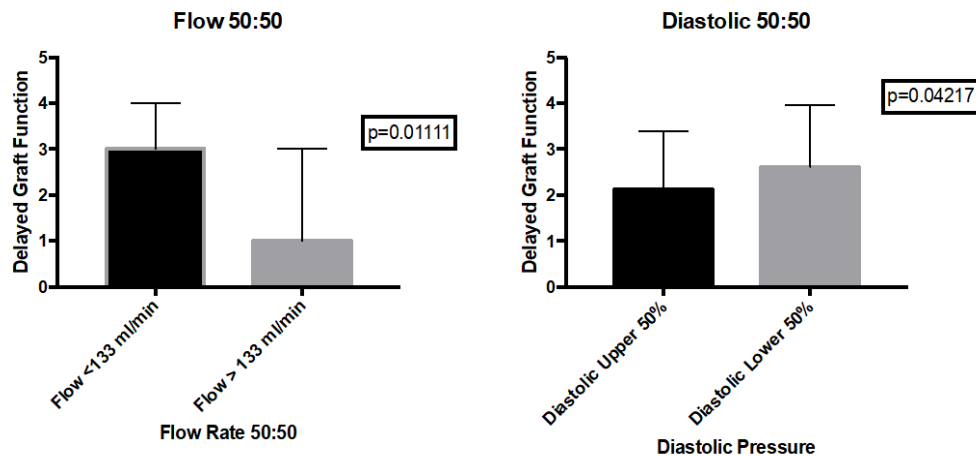 Flow 50:50
Delayed Graft Function
5
4
3
2
1
0
p=0.01111
Flow <133 ml/min
Flow > 133 ml/min
Flow Rate 50:50
Diastolic 50:50
Delayed Graft Function
5
4
3
2
1
0
p=0.04217
Diastolic Upper 50%
Diastolic Lower 50%
Diastolic Pressure